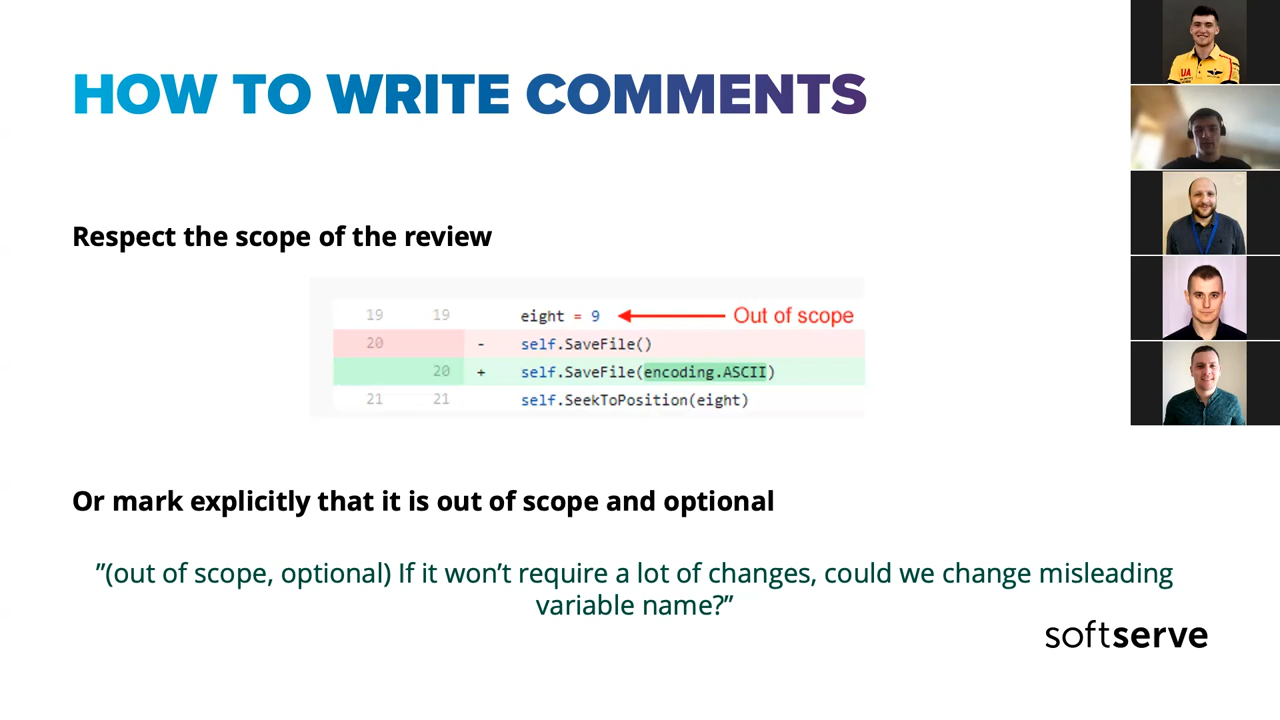 HOW TO WRITE COMMENTS
Respect the scope of the review
19 19 eight = 9 Out of scope
20 - self.SaveFile()
20 + self.SaveFile(encoding.ASCII)
21 21 self.SeekToPosition(eight)
Or mark explicitly that it is out of scope and optional
”(out of scope, optional) If it won’t require a lot of changes, could we change misleading
variable name?”
softserve
UA